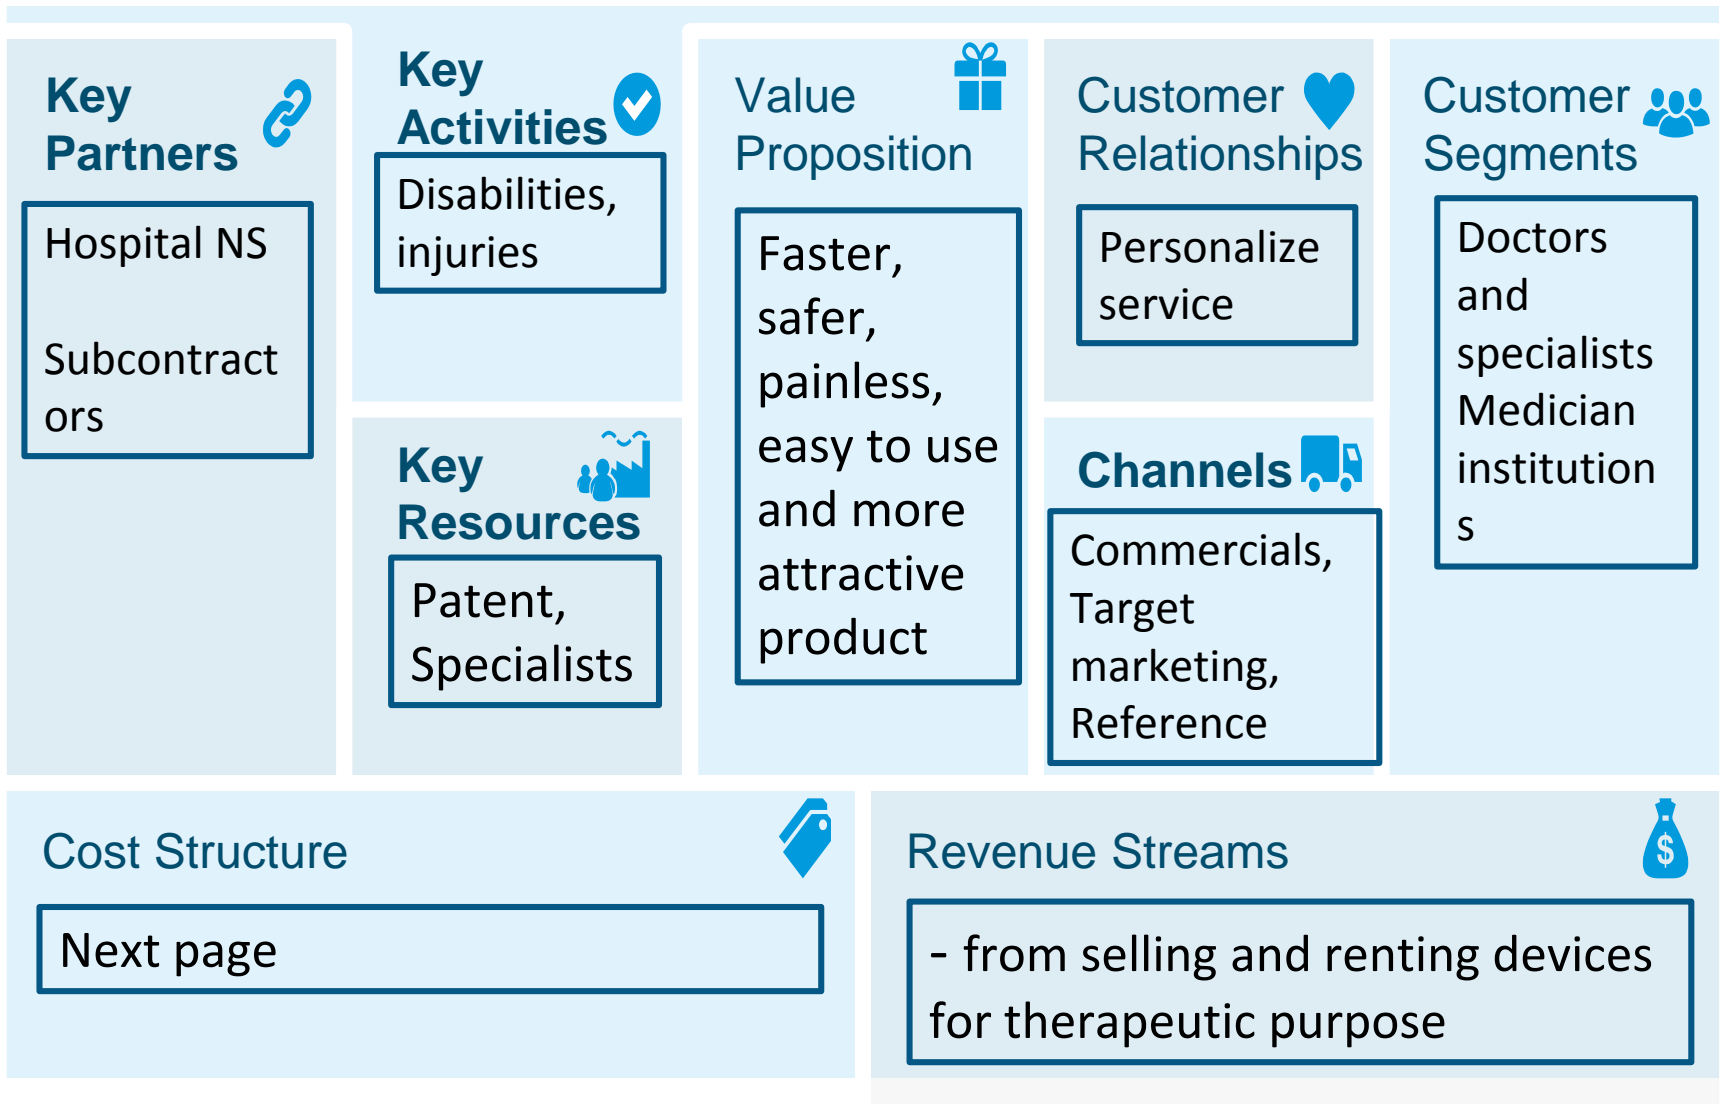 Key
Partners
Hospital NS
Subcontract
ors
Key
Activities
Disabilities,
injuries
Key
Resources
Patent,
Specialists
Value
Proposition
Faster,
safer,
painless,
easy to use
and more
attractive
product
Customer
Relationships
Personalize
service
Channels
Commercials,
Target
marketing,
Reference
Customer
Segments
Doctors
and
specialists
Medician
institution
s
Cost Structure
Next page
Revenue Streams
$
- from selling and renting devices
for therapeutic purpose